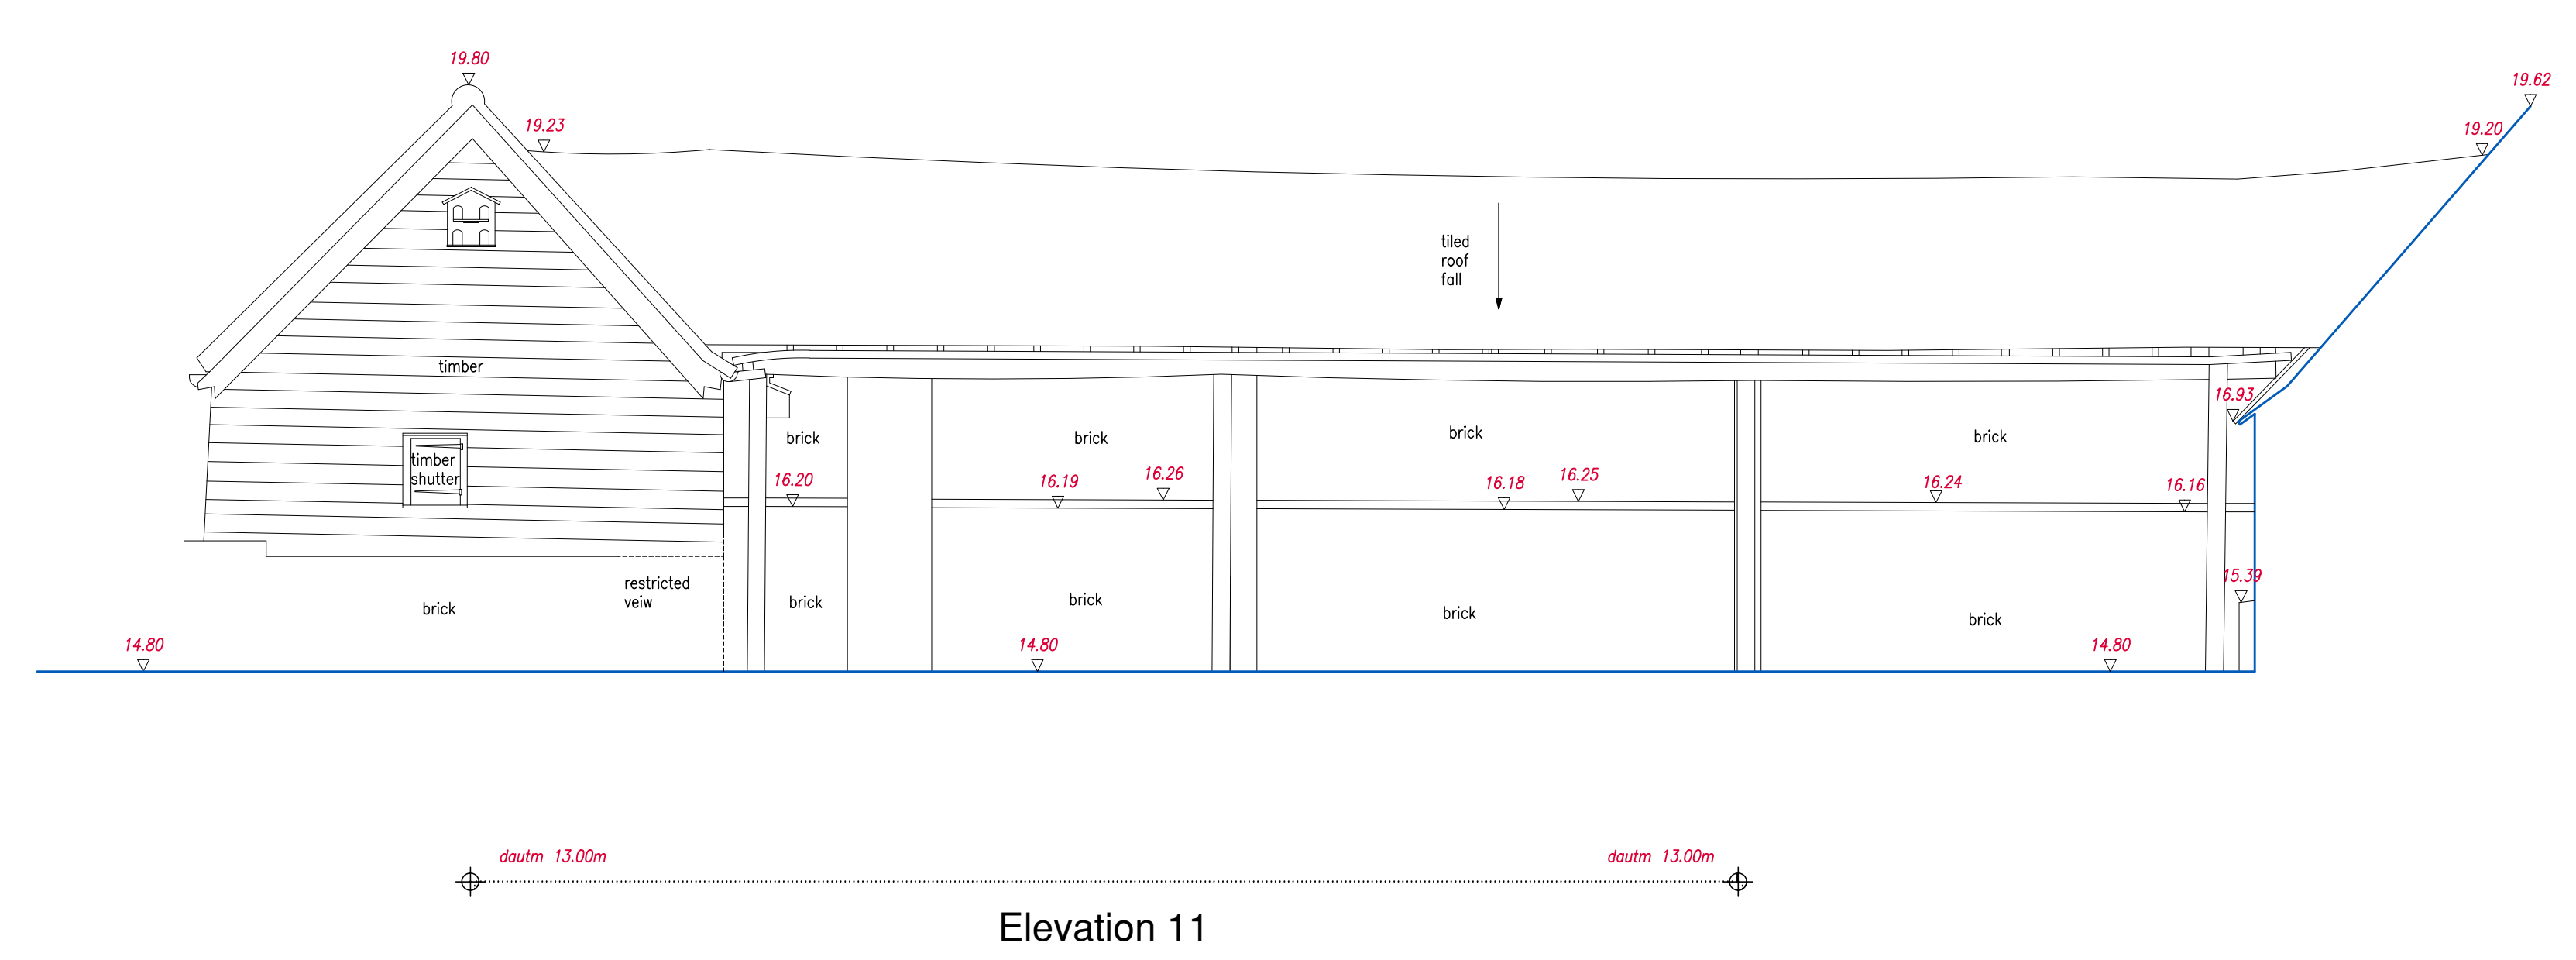 19.80
19.62
19.23
19.20
tiled
roof
fall
timber
16.93
brick
brick
brick
brick
timber
shutter
16.20
16.19
16.26
16.18
16.25
16.24
16.16
restricted
veiw
15.39
brick
brick
brick
brick
brick
14.80
14.80
14.80
dautm 13.00m
dautm 13.00m
Elevation 11